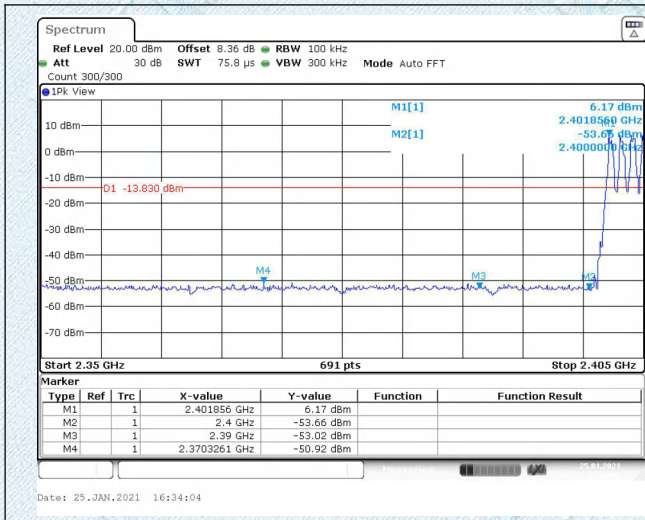 Spectrum
Ref Level 20.00 dBm Offset 8.36 dB RBW 100 kHz
Att 30 dB SWT 75.8 µs VBW 300 kHz Mode Auto FFT
Count 300/300
1Pk View
M1[1] 6.17 dBm
2.4018560 GHz
M1
M2[1] -53.66 dBm
2.4000000 GHz
10 dBm
0 dBm
-10 dBm
D1 -13.830 dBm
-20 dBm
-30 dBm
-40 dBm
-50 dBm
M4
M3
M2
-60 dBm
-70 dBm
Start 2.35 GHz 691 pts Stop 2.405 GHz
Marker
Type Ref Trc X-value Y-value Function Function Result
M1 1 2.401856 GHz 6.17 dBm
M2 1 2.4 GHz -53.66 dBm
M3 1 2.39 GHz -53.02 dBm
M4 1 2.3703261 GHz -50.92 dBm
25.01.2021
Date: 25.JAN.2021 16:34:04